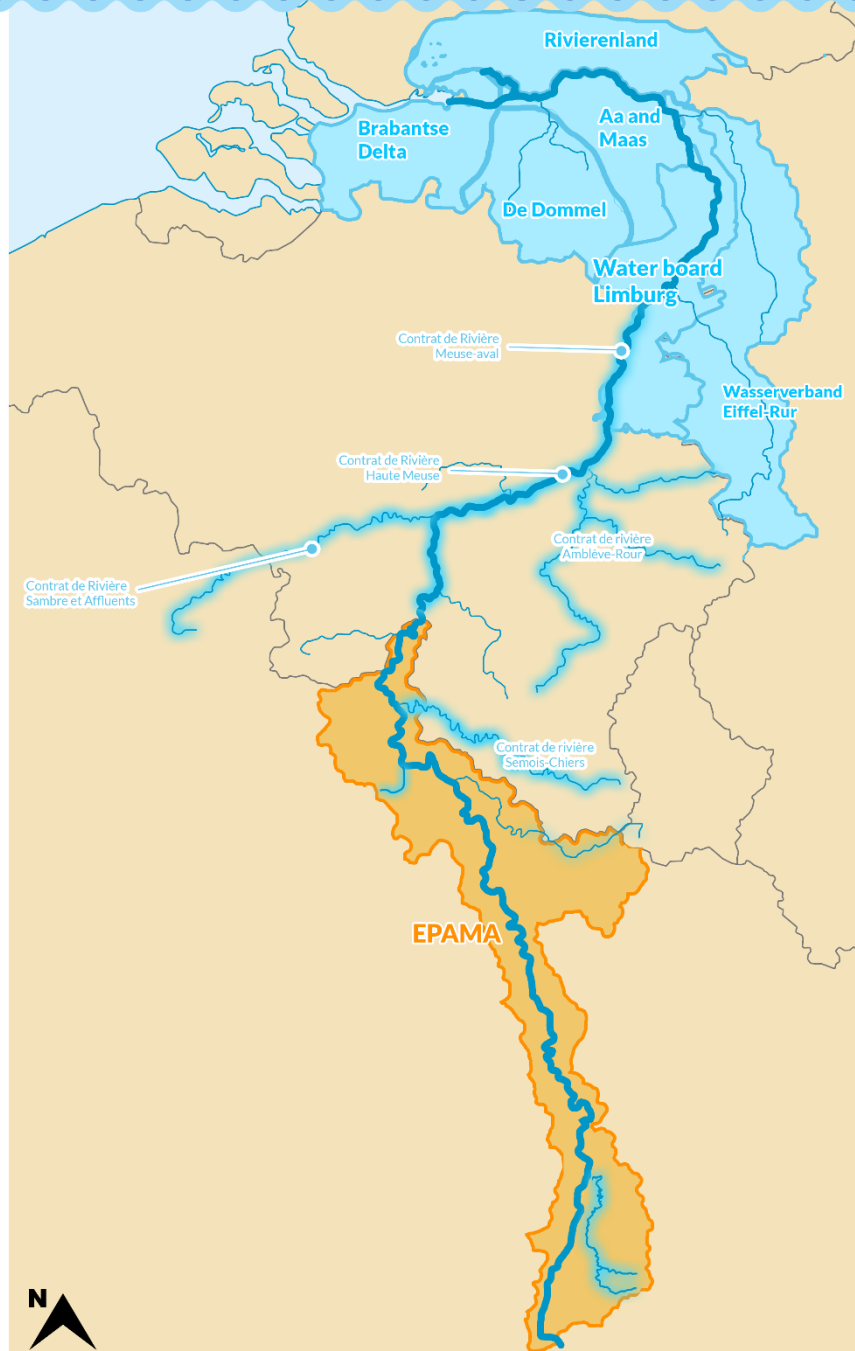 Rivierenland
Aa and
Maas
Brabantse
Delta
De Dommel
Water board
Limburg
Contrat de Rivière
Meuse-aval
Wasserverband
Eiffel-Rur
Contrat de Rivière
Haute Meuse
Contrat de rivière
Amblève-Rour
Contrat de Rivière
Sambre et Affluents
Contrat de rivière
Semois-Chiers
EPAMA
N